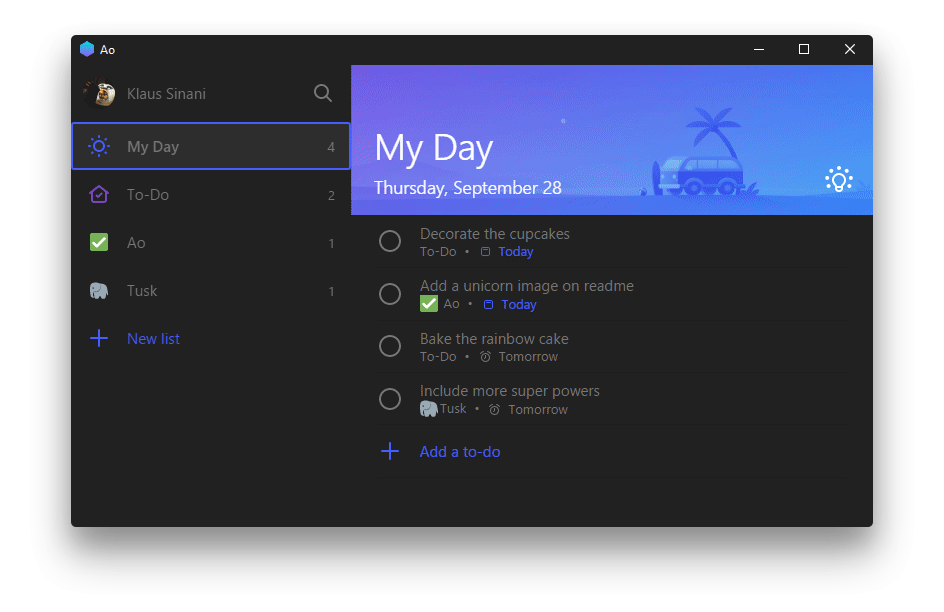 Ao
Klaus Sinani
My Day 4
To-Do 2
Ao 1
Tusk 1
New list
My Day
Thursday, September 28
Decorate the cupcakes
To-Do • Today
Add a unicorn image on readme
Ao • Today
Bake the rainbow cake
To-Do • Tomorrow
Include more super powers
Tusk • Tomorrow
Add a to-do